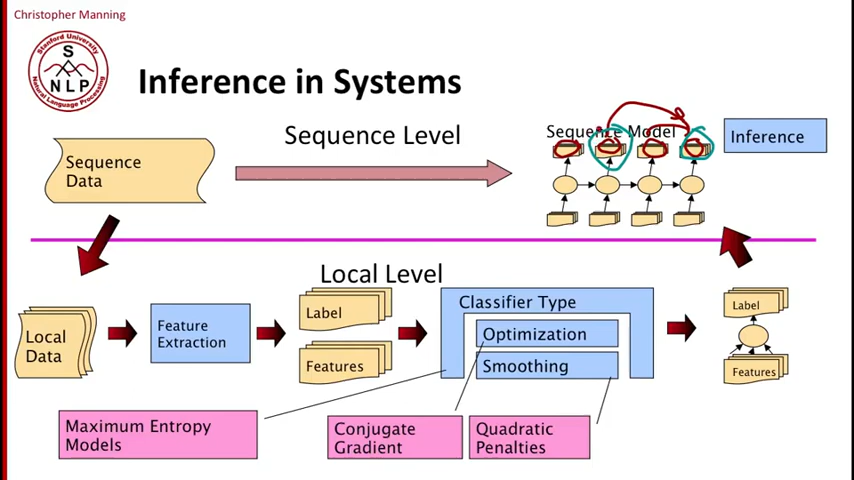 Christopher Manning
Stanford University
S
NLP
Natural Language Processing
Inference in Systems
Sequence Level
Sequence Model
Inference
Sequence
Data
Local Level
Local
Data
Feature
Extraction
Label
Features
Classifier Type
Optimization
Smoothing
Label
Features
Maximum Entropy
Models
Conjugate
Gradient
Quadratic
Penalties